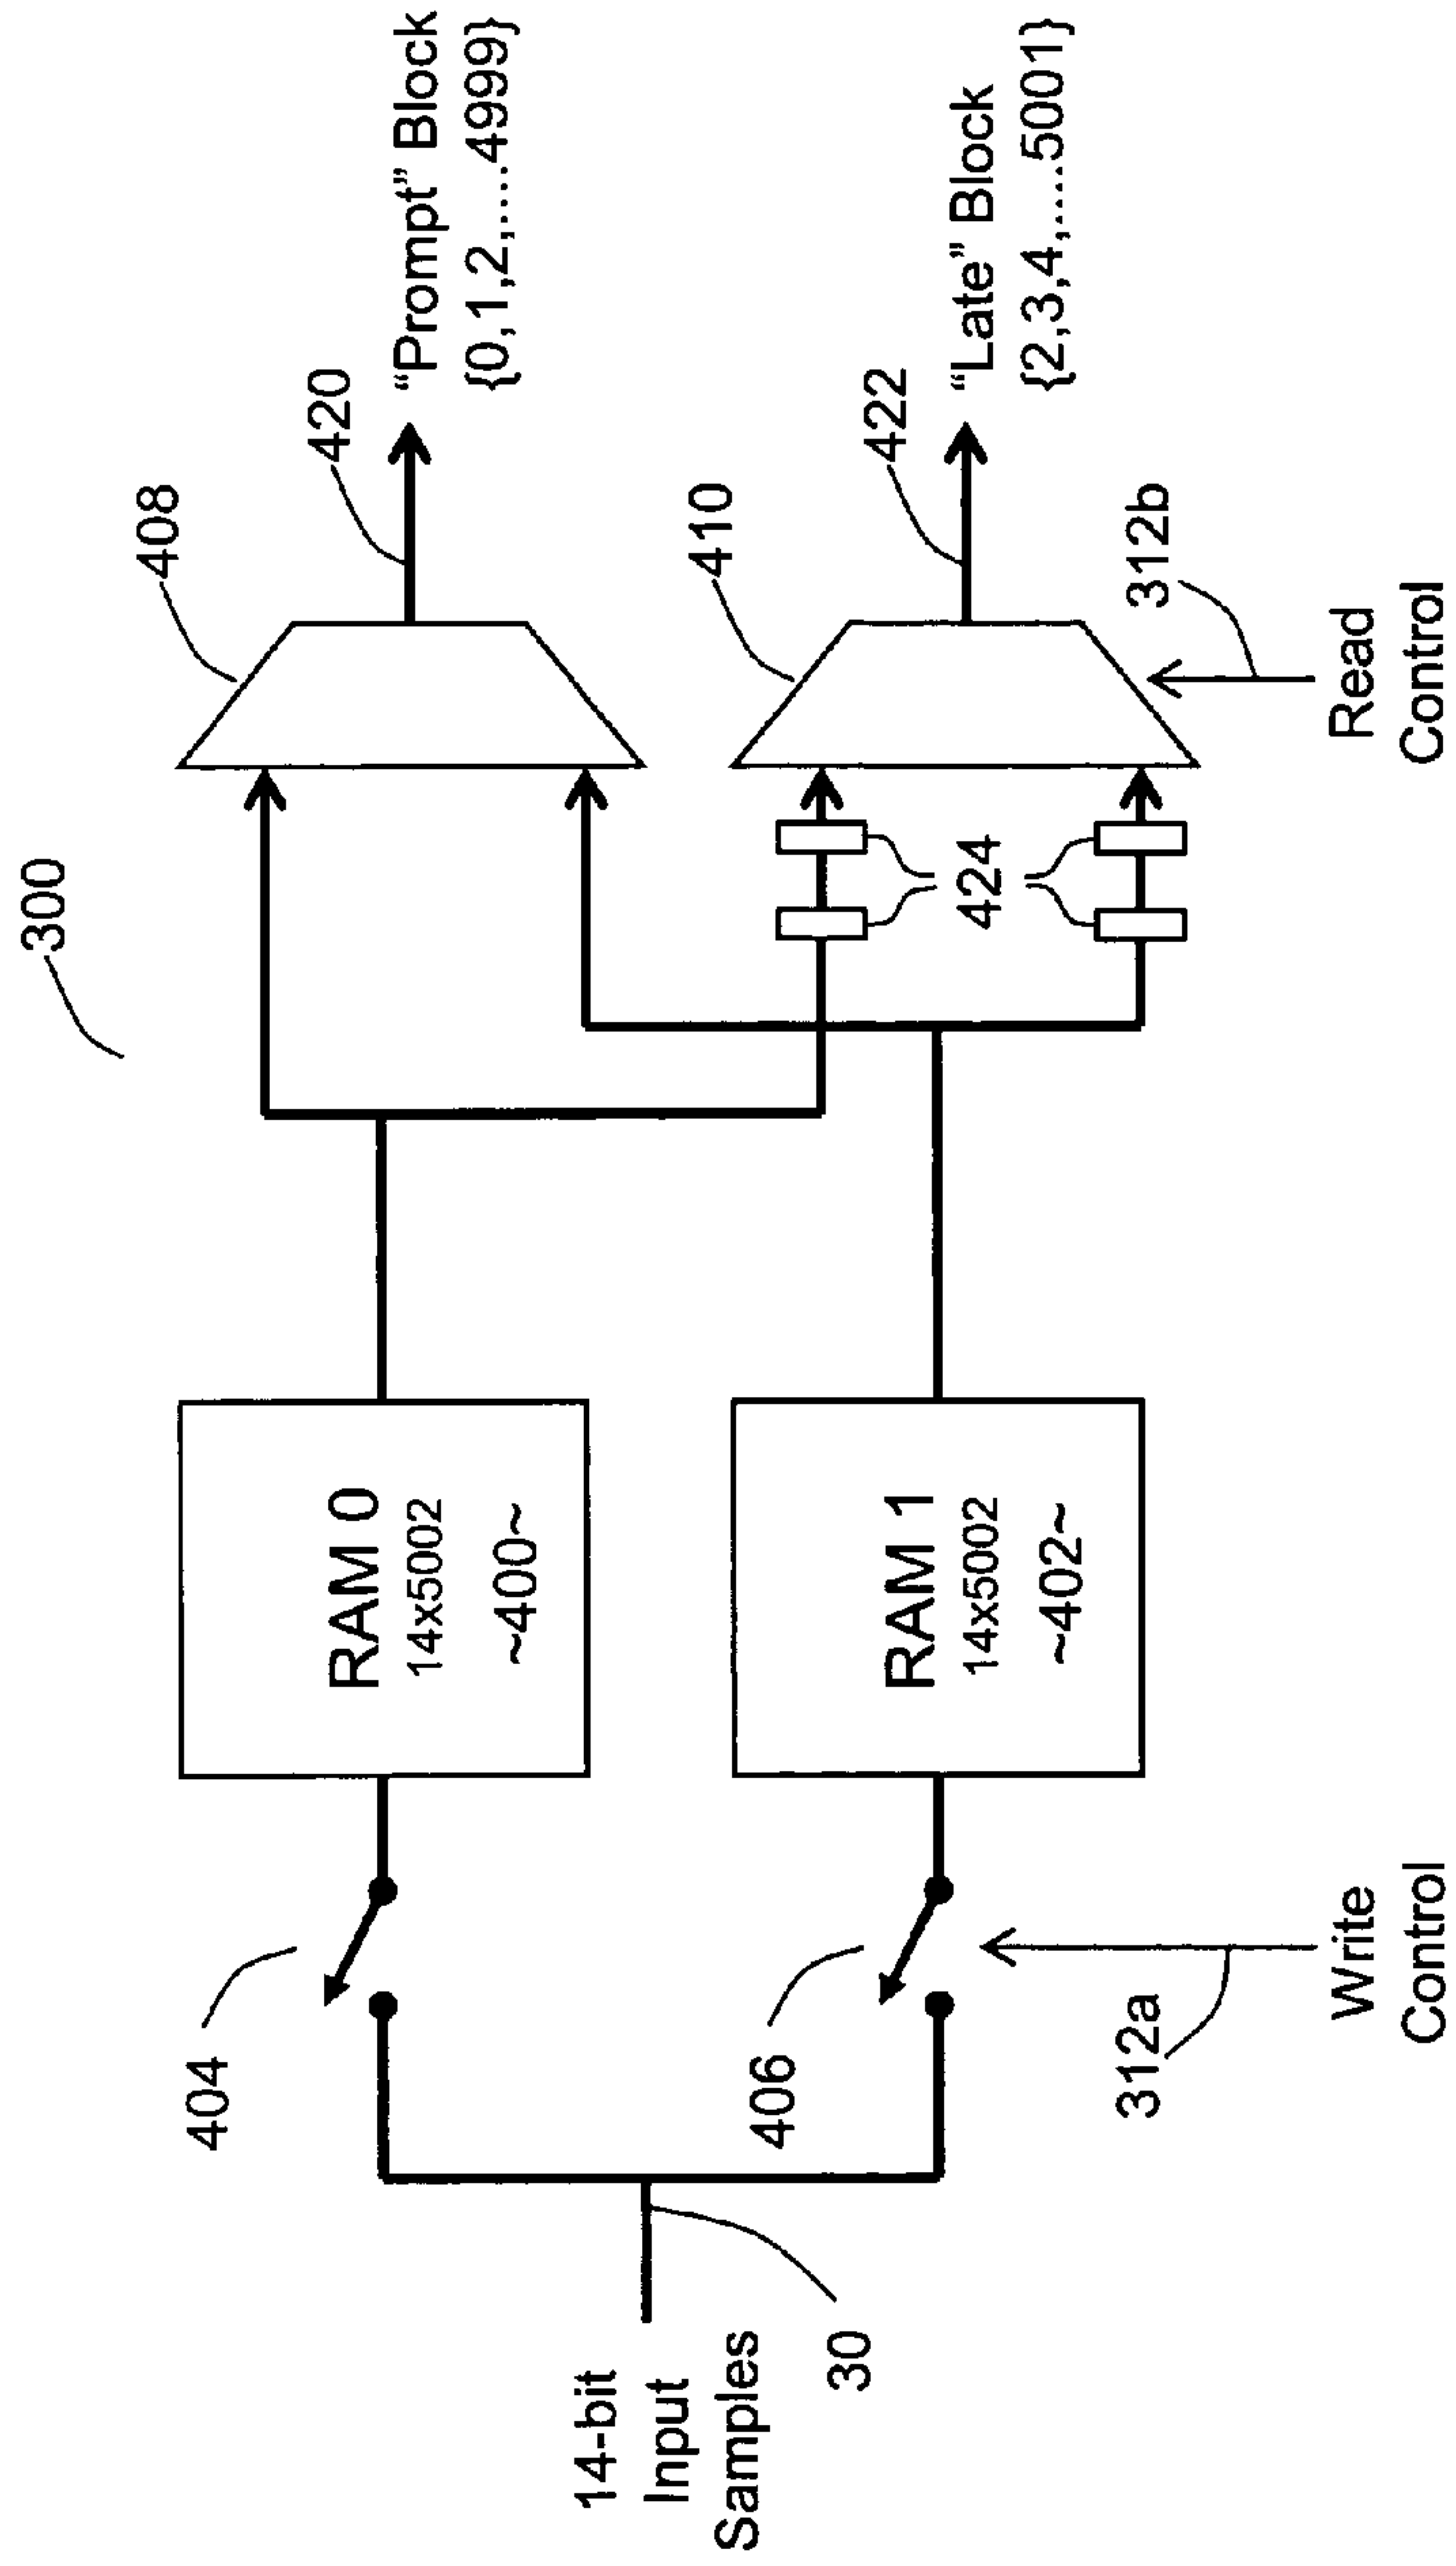 300
408
420
“Prompt” Block
{0,1,2,....4999}
404
RAM 0
14x5002
~400~
14-bit
Input
Samples
30
410
422
“Late” Block
{2,3,4,....5001}
424
406
RAM 1
14x5002
~402~
312a
Write
Control
312b
Read
Control